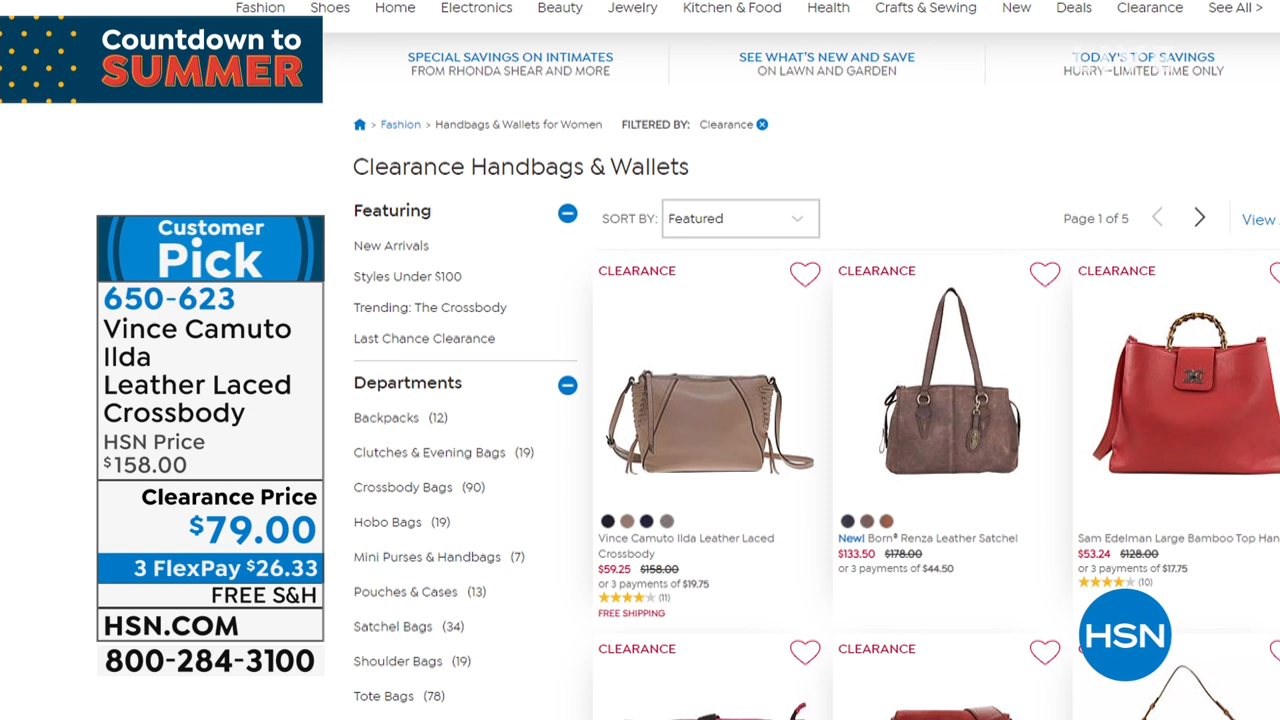 Fashion Shoes Home Electronics Beauty Jewelry Kitchen & Food Health Crafts & Sewing New Deals Clearance See All >
Countdown to
SUMMER
SPECIAL SAVINGS ON INTIMATES
FROM RHONDA SHEAR AND MORE
SEE WHAT'S NEW AND SAVE
ON LAWN AND GARDEN
TODAY'S TOP SAVINGS
HURRY-LIMITED TIME ONLY
> Fashion > Handbags & Wallets for Women FILTERED BY: Clearance
Clearance Handbags & Wallets
Customer
Pick
650-623
Vince Camuto
Ilda
Leather Laced
Crossbody
HSN Price
$158.00
Clearance Price
$79.00
3 FlexPay $26.33
FREE S&H
HSN.COM
800-284-3100
Featuring
New Arrivals
Styles Under $100
Trending: The Crossbody
Last Chance Clearance
Departments
Backpacks (12)
Clutches & Evening Bags (19)
Crossbody Bags (90)
Hobo Bags (19)
Mini Purses & Handbags (7)
Pouches & Cases (13)
Satchel Bags (34)
Shoulder Bags (19)
Tote Bags (78)
SORT BY: Featured
Page 1 of 5
View
CLEARANCE
Vince Camuto Ilda Leather Laced
Crossbody
$59.25 $158.00
or 3 payments of $19.75
(11)
FREE SHIPPING
CLEARANCE
New! Born® Renza Leather Satchel
$133.50 $178.00
or 3 payments of $44.50
CLEARANCE
Sam Edelman Large Bamboo Top Han
$53.24 $128.00
or 3 payments of $17.75
(10)
CLEARANCE
CLEARANCE
HSN